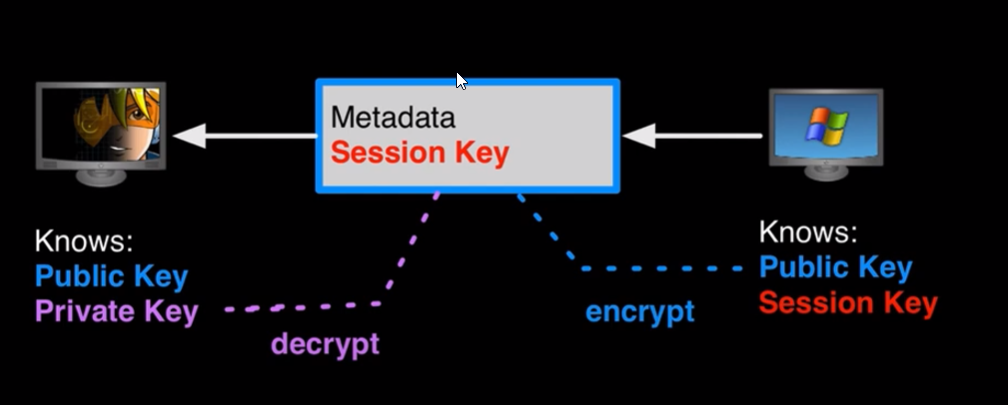 Metadata
Session Key
Knows:
Public Key
Private Key
decrypt
encrypt
Knows:
Public Key
Session Key